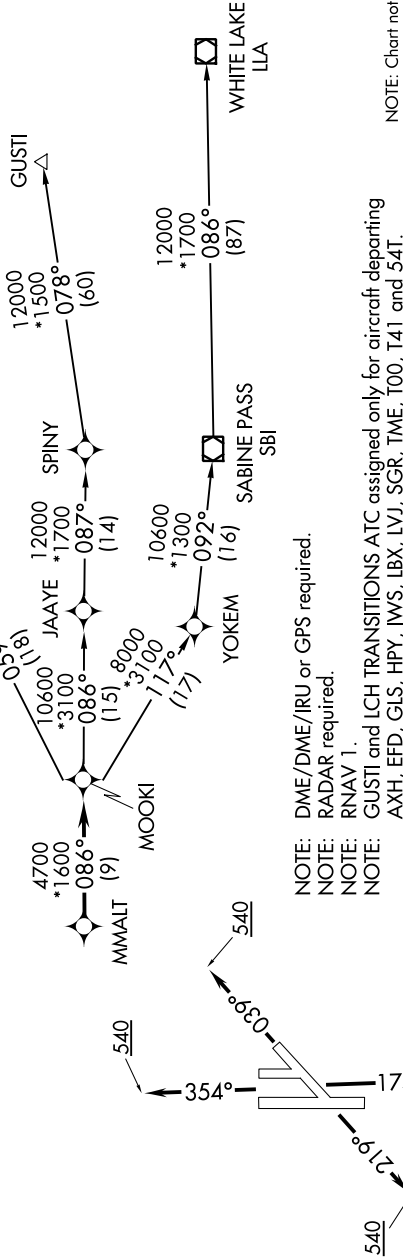 GUSTI
12000
*1500
078°
(60)
SPINY
12000
*1700
087°
(14)
JAAYE
(18)
10600
*3100
086°
(15)
MOOKI
4700
*1600
086°
(9)
MMALT
8000
*3100
117°
(17)
YOKEM
10600
*1300
092°
(16)
SABINE PASS
SBI
12000
*1700
086°
(87)
WHITE LAKE
LLA
540
354°
540
039°
17
219°
540
NOTE: DME/DME/IRU or GPS required.
NOTE: RADAR required.
NOTE: RNAV 1.
NOTE: GUSTI and LCH TRANSITIONS ATC assigned only for aircraft departing
AXH, EFD, GLS, HPY, IWS, LBX, LVJ, SGR, TME, T00, T41 and 54T.
NOTE: Chart not